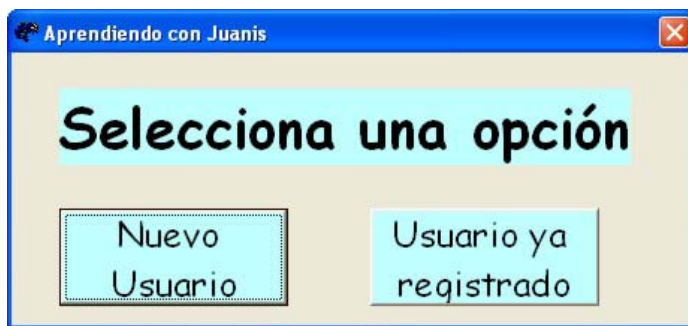 Aprendiendo con Juanis
Selecciona una opción
Nuevo
Usuario
Usuario ya
registrado